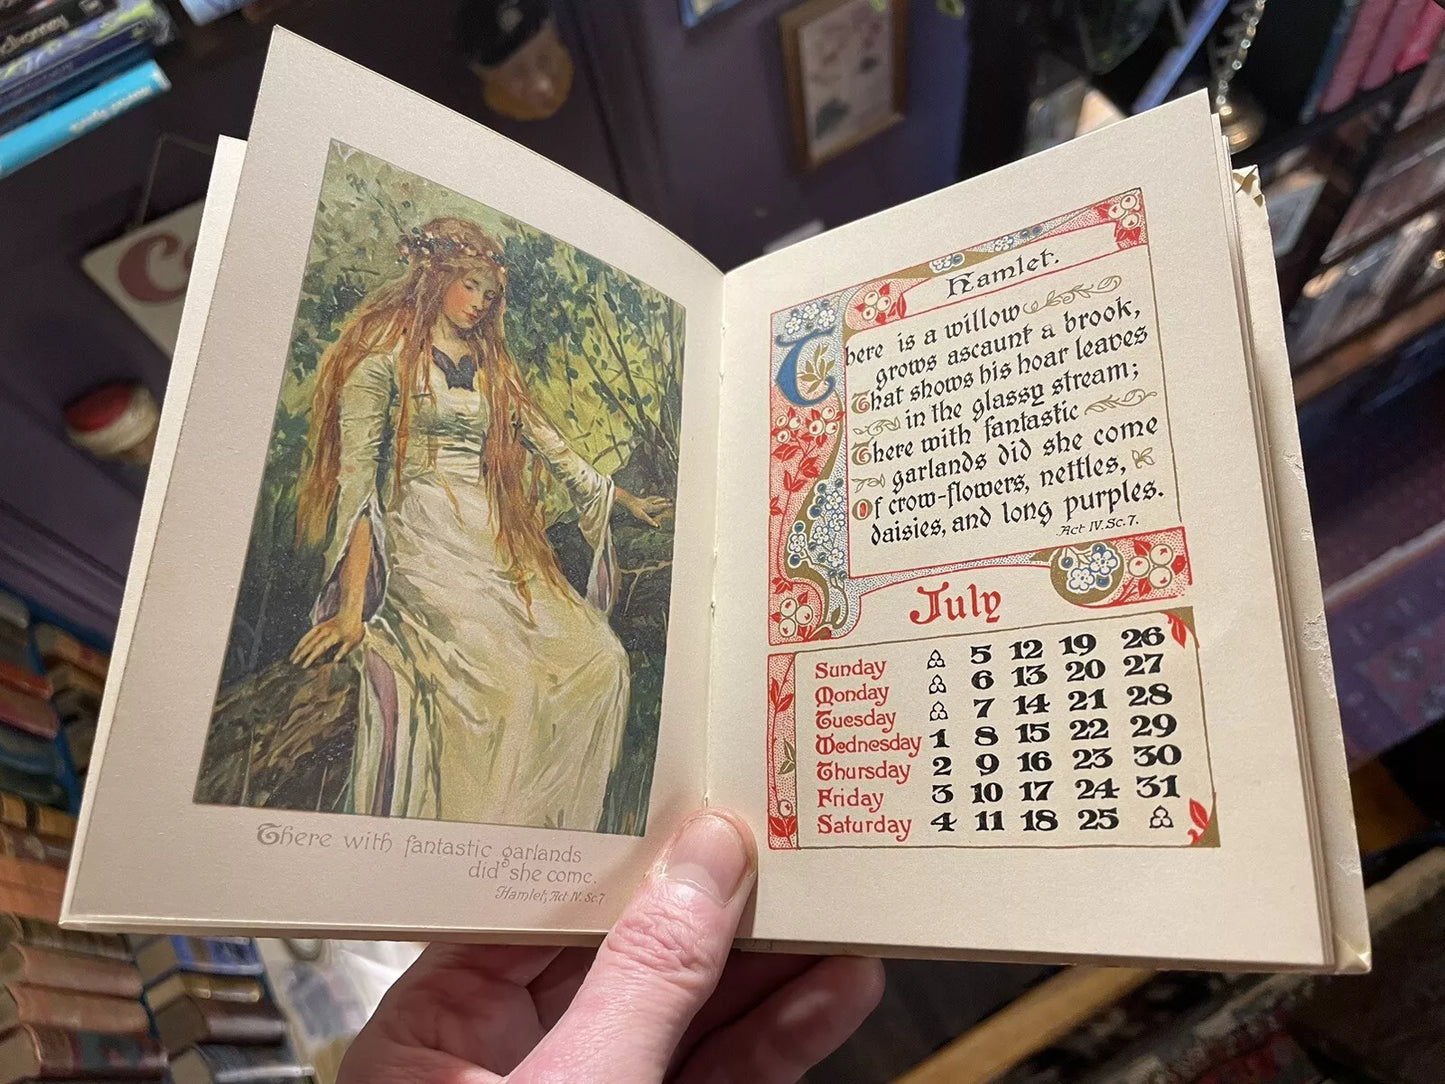 There with fantastic garlands
did she come.
Hamlet, Act IV. Sc. 7
Hamlet.
There is a willow
grows ascaunt a brook,
That shows his hoar leaves
in the glassy stream;
There with fantastic
garlands did she come
Of crow-flowers, nettles,
daisies, and long purples.
Act IV. Sc. 7.
July
Sunday 5 12 19 26
Monday 6 13 20 27
Tuesday 7 14 21 28
Wednesday 1 8 15 22 29
Thursday 2 9 16 23 30
Friday 3 10 17 24 31
Saturday 4 11 18 25